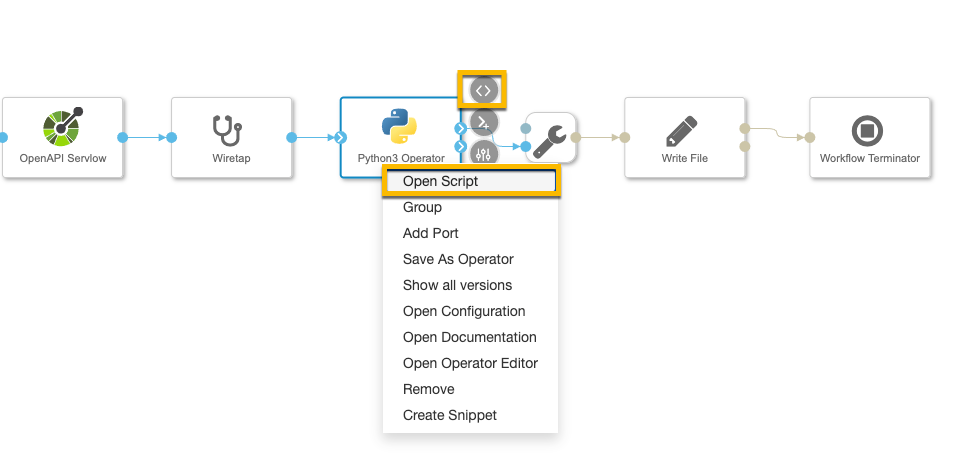 OpenAPI Servlow
Wiretap
Python3 Operator
Write File
Workflow Terminator
Open Script
Group
Add Port
Save As Operator
Show all versions
Open Configuration
Open Documentation
Open Operator Editor
Remove
Create Snippet